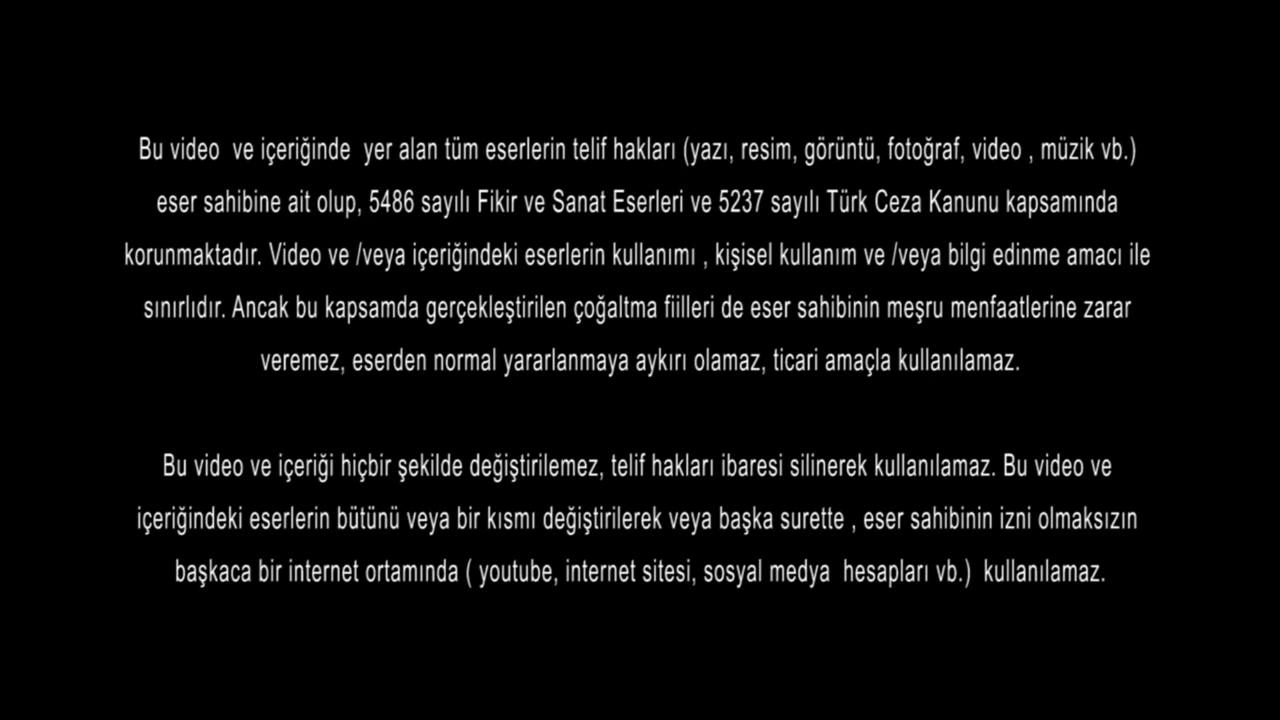 Bu video ve içeriğinde yer alan tüm eserlerin telif hakları (yazı, resim, görüntü, fotoğraf, video , müzik vb.)
eser sahibine ait olup, 5486 sayılı Fikir ve Sanat Eserleri ve 5237 sayılı Türk Ceza Kanunu kapsamında
korunmaktadır. Video ve /veya içeriğindeki eserlerin kullanımı , kişisel kullanım ve /veya bilgi edinme amacı ile
sınırlıdır. Ancak bu kapsamda gerçekleştirilen çoğaltma fiilleri de eser sahibinin meşru menfaatlerine zarar
veremez, eserden normal yararlanmaya aykırı olamaz, ticari amaçla kullanılamaz.
Bu video ve içeriği hiçbir şekilde değiştirilemez, telif hakları ibaresi silinerek kullanılamaz. Bu video ve
içeriğindeki eserlerin bütünü veya bir kısmı değiştirilerek veya başka surette , eser sahibinin izni olmaksızın
başkaca bir internet ortamında ( youtube, internet sitesi, sosyal medya hesapları vb.) kullanılamaz.